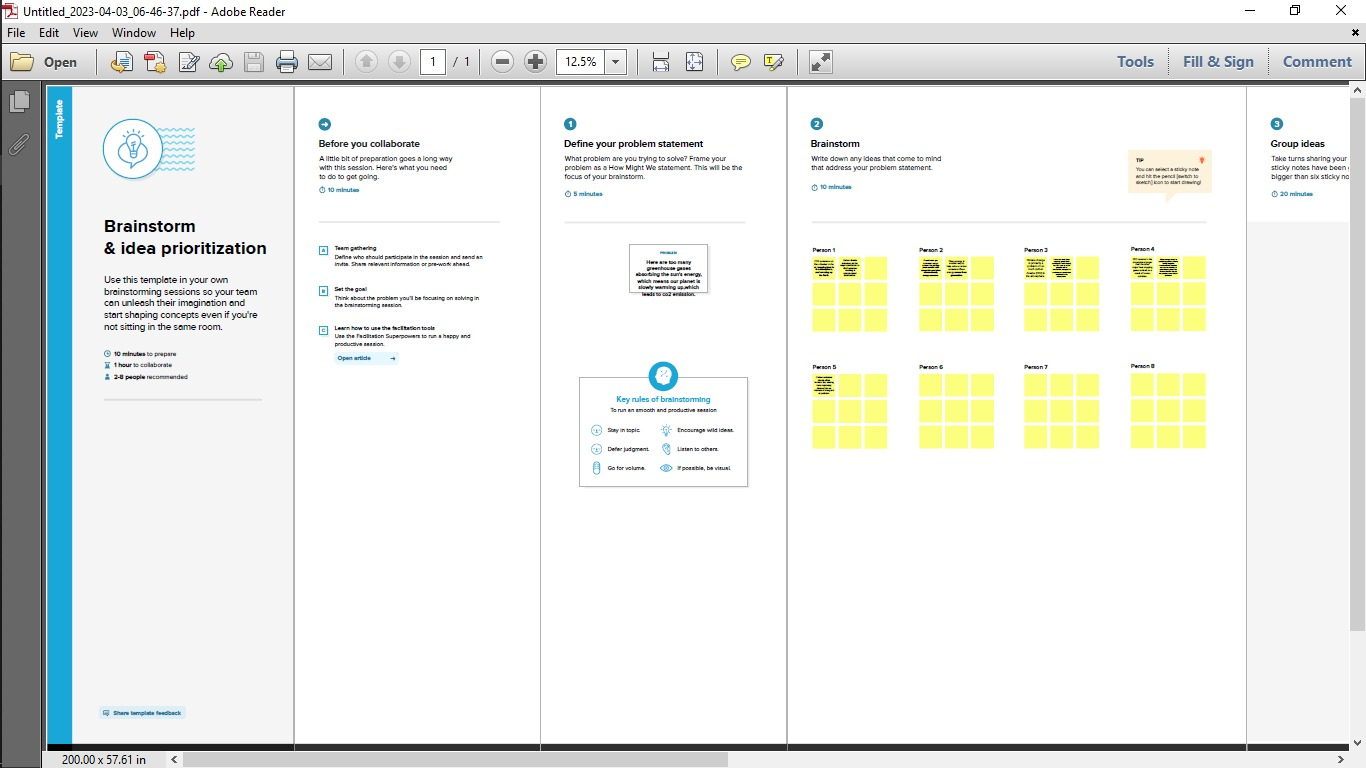 Untitled_2023-04-03_06-46-37.pdf - Adobe Reader
File Edit View Window Help
Open
1 / 1
12.5%
Tools
Fill & Sign
Comment
Template
Brainstorm
& idea prioritization
Use this template in your own
brainstorming sessions so your team
can unleash their imagination and
start shaping concepts even if you're
not sitting in the same room.
10 minutes to prepare
1 hour to collaborate
2-8 people recommended
Share template feedback
Before you collaborate
A little bit of preparation goes a long way
with this session. Here's what you need
to do to get going.
10 minutes
A
Team gathering
Define who should participate in the session and send an
invite. Share relevant information or pre-work ahead.
B
Set the goal
Think about the problem you'll be focusing on solving in
the brainstorming session.
C
Learn how to use the facilitation tools
Use the Facilitation Superpowers to run a happy and
productive session.
Open article
1
Define your problem statement
What problem are you trying to solve? Frame your
problem as a How Might We statement. This will be the
focus of your brainstorm.
5 minutes
PROBLEM
Here are too many
greenhouse gases
absorbing the sun's energy,
which means our planet is
slowly warming up.which
leads to co2 emission.
Key rules of brainstorming
To run an smooth and productive session
Stay in topic.
Encourage wild ideas.
Defer judgment.
Listen to others.
Go for volume.
If possible, be visual.
2
Brainstorm
Write down any ideas that come to mind
that address your problem statement.
10 minutes
TIP
You can select a sticky note
and hit the pencil [switch to
sketch] icon to start drawing!
Person 1
Person 2
Person 3
Person 4
Person 5
Person 6
Person 7
Person 8
3
Group ideas
Take turns sharing your
sticky notes have been
bigger than six sticky no
20 minutes
200.00 x 57.61 in